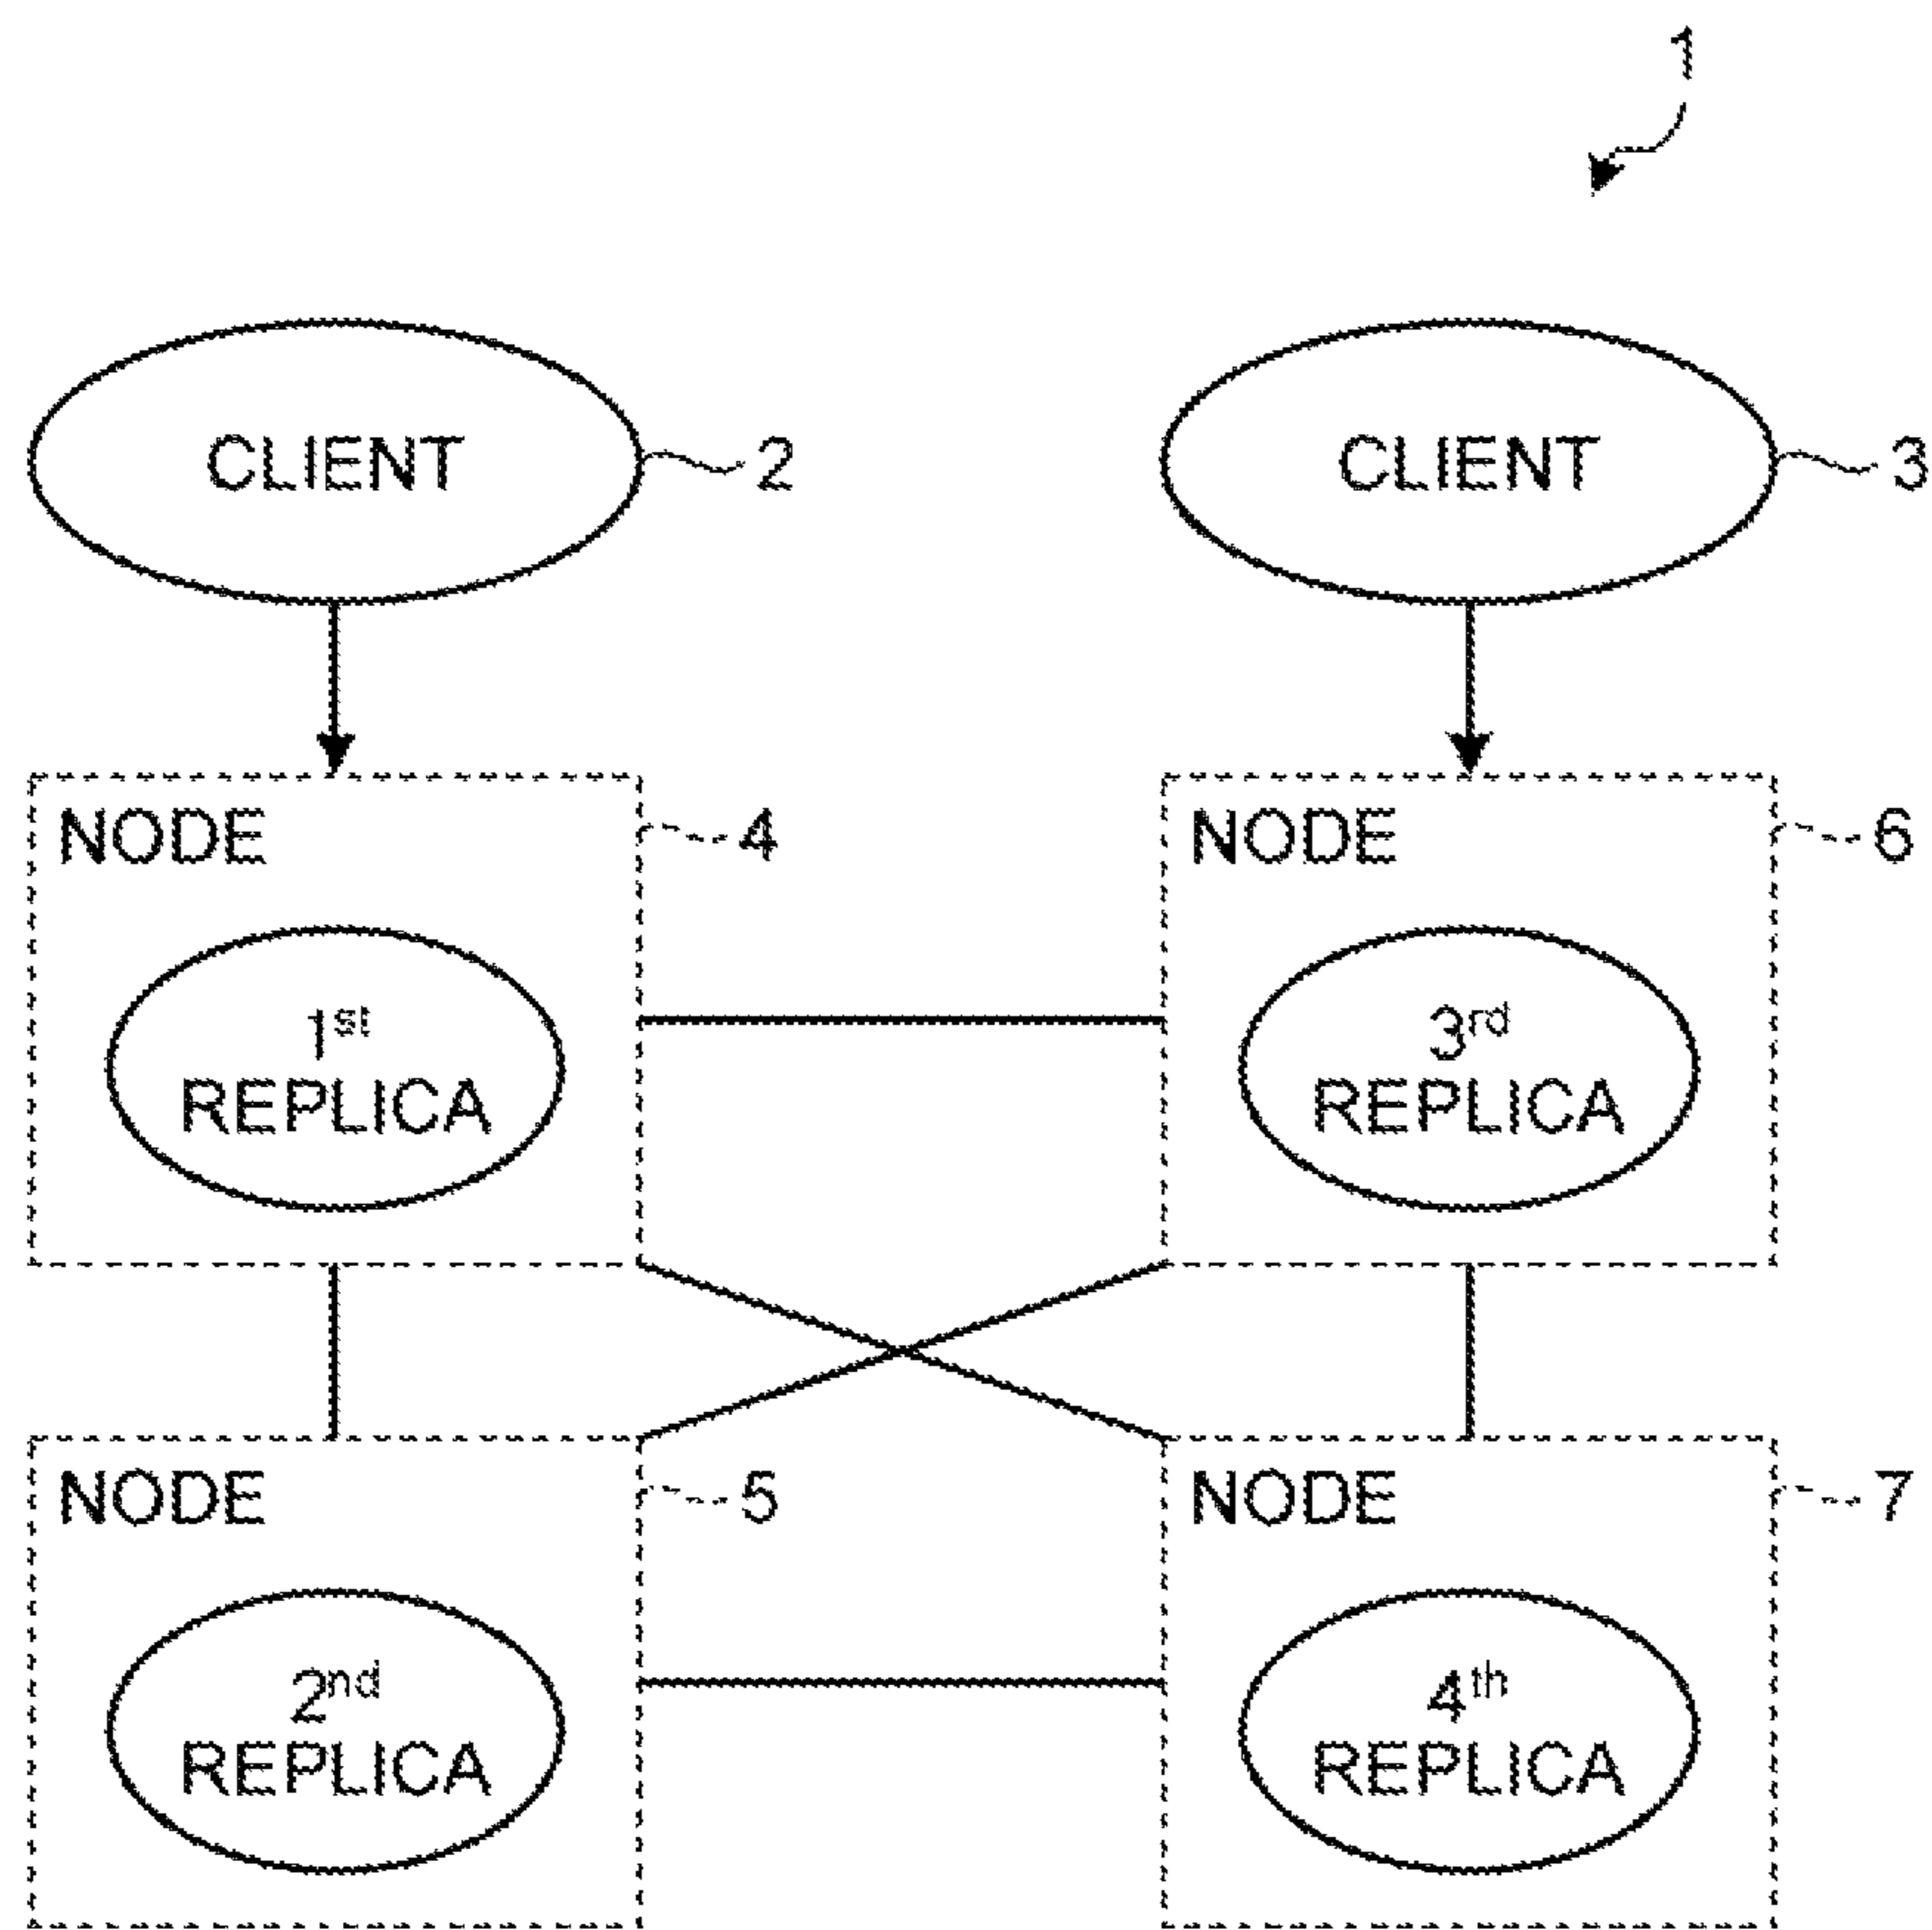 1
CLIENT
2
CLIENT
3
NODE
4
NODE
6
1st
REPLICA
3rd
REPLICA
NODE
5
NODE
7
2nd
REPLICA
4th
REPLICA